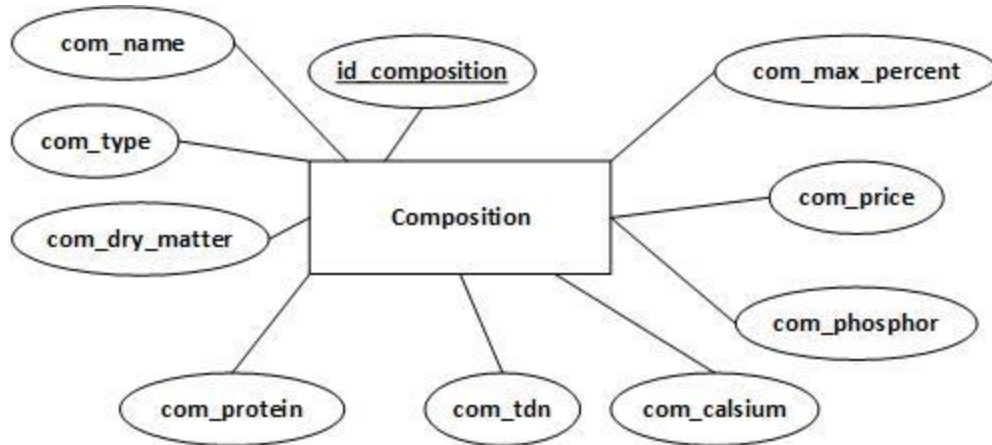 com_name
id_composition
com_max_percent
com_type
com_price
Composition
com_dry_matter
com_phosphor
com_protein
com_tdn
com_calsium